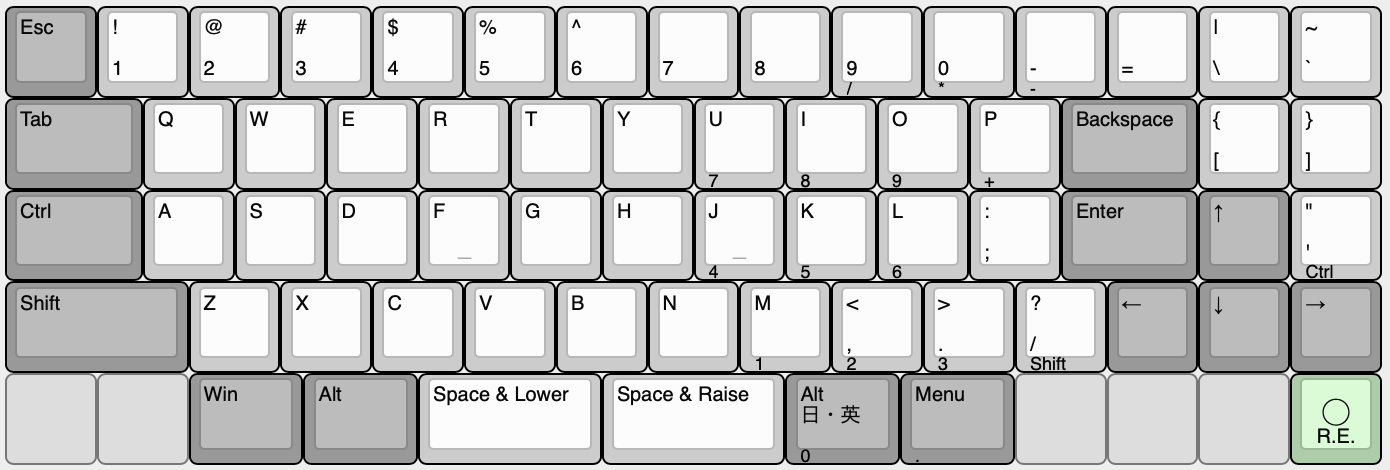 Esc ! @ # $ % ^ | ~
1 2 3 4 5 6 7 8 9 0 - = \ `
/ * -
Tab Q W E R T Y U I O P Backspace { }
[ ]
7 8 9 +
Ctrl A S D F G H J K L : Enter ↑ "
_ _ ; '
4 5 6 Ctrl
Shift Z X C V B N M < > ? ← ↓ →
, . /
1 2 3 Shift
Win Alt Space & Lower Space & Raise Alt Menu
日・英 ◯
R.E.
0 .